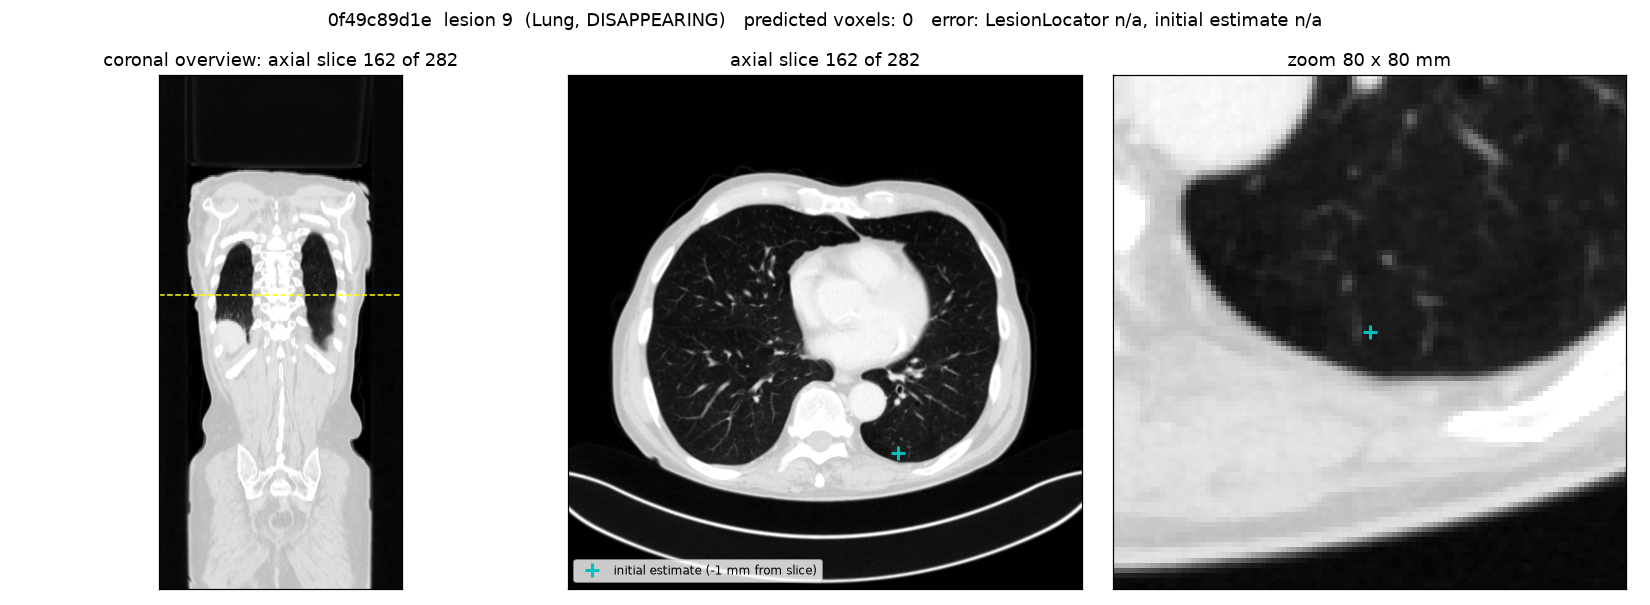 0f49c89d1e  lesion 9  (Lung, DISAPPEARING)   predicted voxels: 0   error: LesionLocator n/a, initial estimate n/a
coronal overview: axial slice 162 of 282
axial slice 162 of 282
zoom 80 x 80 mm
initial estimate (-1 mm from slice)